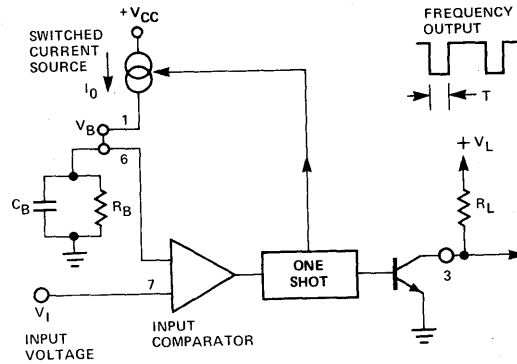 +VCC
SWITCHED
CURRENT
SOURCE
IO
1
VB
6
CB
RB
7
VI
INPUT
VOLTAGE
INPUT
COMPARATOR
ONE
SHOT
FREQUENCY
OUTPUT
T
+ VL
RL
3